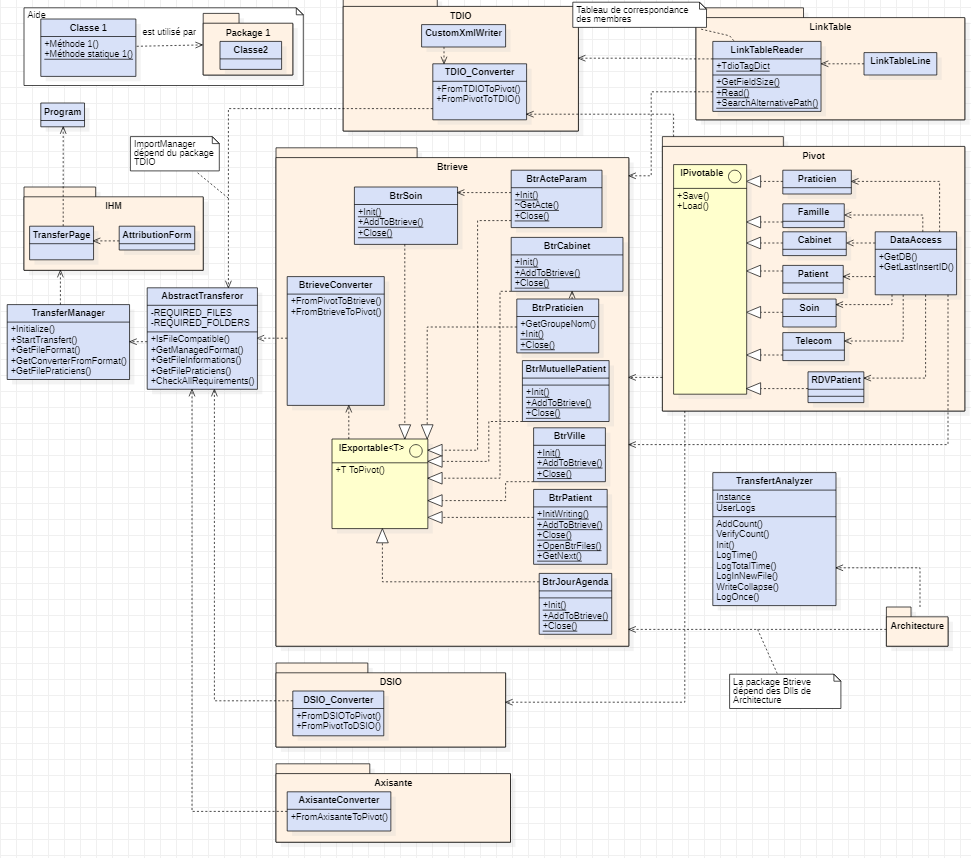 Aide
Classe 1
+Méthode 1()
+Méthode statique 1()
est utilisé par
Package 1
Classe2
TDIO
CustomXmlWriter
TDIO_Converter
+FromTDIOToPivot()
+FromPivotToTDIO()
Tableau de correspondance
des membres
LinkTable
LinkTableReader
+TdioTagDict
+GetFieldSize()
+Read()
+SearchAlternativePath()
LinkTableLine
Program
ImportManager
dépend du package
TDIO
IHM
TransferPage
AttributionForm
TransferManager
+Initialize()
+StartTransfert()
+GetFileFormat()
+GetConverterFromFormat()
+GetFilePraticiens()
AbstractTransferor
-REQUIRED_FILES
-REQUIRED_FOLDERS
+IsFileCompatible()
+GetManagedFormat()
+GetFileInformations()
+GetFilePraticiens()
+CheckAllRequirements()
Btrieve
BtrSoin
+Init()
+AddToBtrieve()
+Close()
BtrActeParam
+Init()
~GetActe()
+Close()
BtrCabinet
+Init()
+AddToBtrieve()
+Close()
BtrieveConverter
+FromPivotToBtrieve()
+FromBtrieveToPivot()
BtrPraticien
+GetGroupeNom()
+Init()
+Close()
BtrMutuellePatient
+Init()
+AddToBtrieve()
+Close()
IExportable<T>
+T ToPivot()
BtrVille
+Init()
+AddToBtrieve()
+Close()
BtrPatient
+InitWriting()
+AddToBtrieve()
+Close()
+OpenBtrFiles()
+GetNext()
BtrJourAgenda
+Init()
+AddToBtrieve()
+Close()
Pivot
IPivotable
+Save()
+Load()
Praticien
Famille
Cabinet
Patient
Soin
Telecom
RDVPatient
DataAccess
+GetDB()
+GetLastInsertID()
TransfertAnalyzer
Instance
UserLogs
AddCount()
VerifyCount()
Init()
LogTime()
LogTotalTime()
LogInNewFile()
WriteCollapse()
LogOnce()
Architecture
La package Btrieve
dépend des Dlls de
Architecture
DSIO
DSIO_Converter
+FromDSIOToPivot()
+FromPivotToDSIO()
Axisante
AxisanteConverter
+FromAxisanteToPivot()